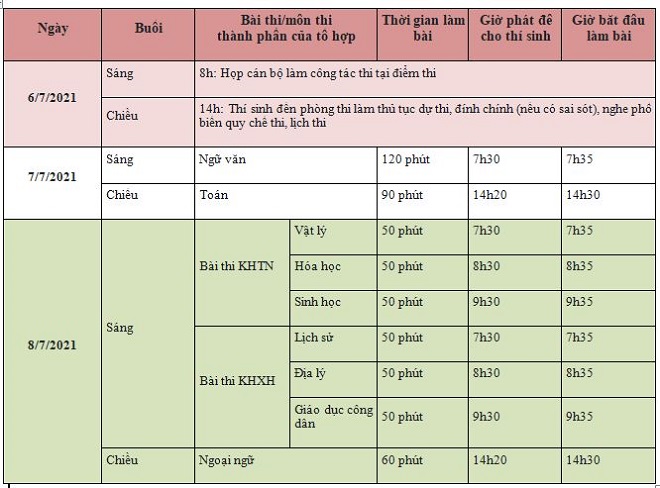 Ngày
Buổi
Bài thi/môn thi
thành phần của tổ hợp
Thời gian làm
bài
Giờ phát đề
cho thí sinh
Giờ bắt đầu
làm bài
6/7/2021
Sáng
8h: Họp cán bộ làm công tác thi tại điểm thi
Chiều
14h: Thí sinh đến phòng thi làm thủ tục dự thi, đính chính (nếu có sai sót), nghe phổ
biến quy chế thi, lịch thi
7/7/2021
Sáng
Ngữ văn
120 phút
7h30
7h35
Chiều
Toán
90 phút
14h20
14h30
8/7/2021
Sáng
Bài thi KHTN
Vật lý
50 phút
7h30
7h35
Hóa học
50 phút
8h30
8h35
Sinh học
50 phút
9h30
9h35
Bài thi KHXH
Lịch sử
50 phút
7h30
7h35
Địa lý
50 phút
8h30
8h35
Giáo dục công
dân
50 phút
9h30
9h35
Chiều
Ngoại ngữ
60 phút
14h20
14h30